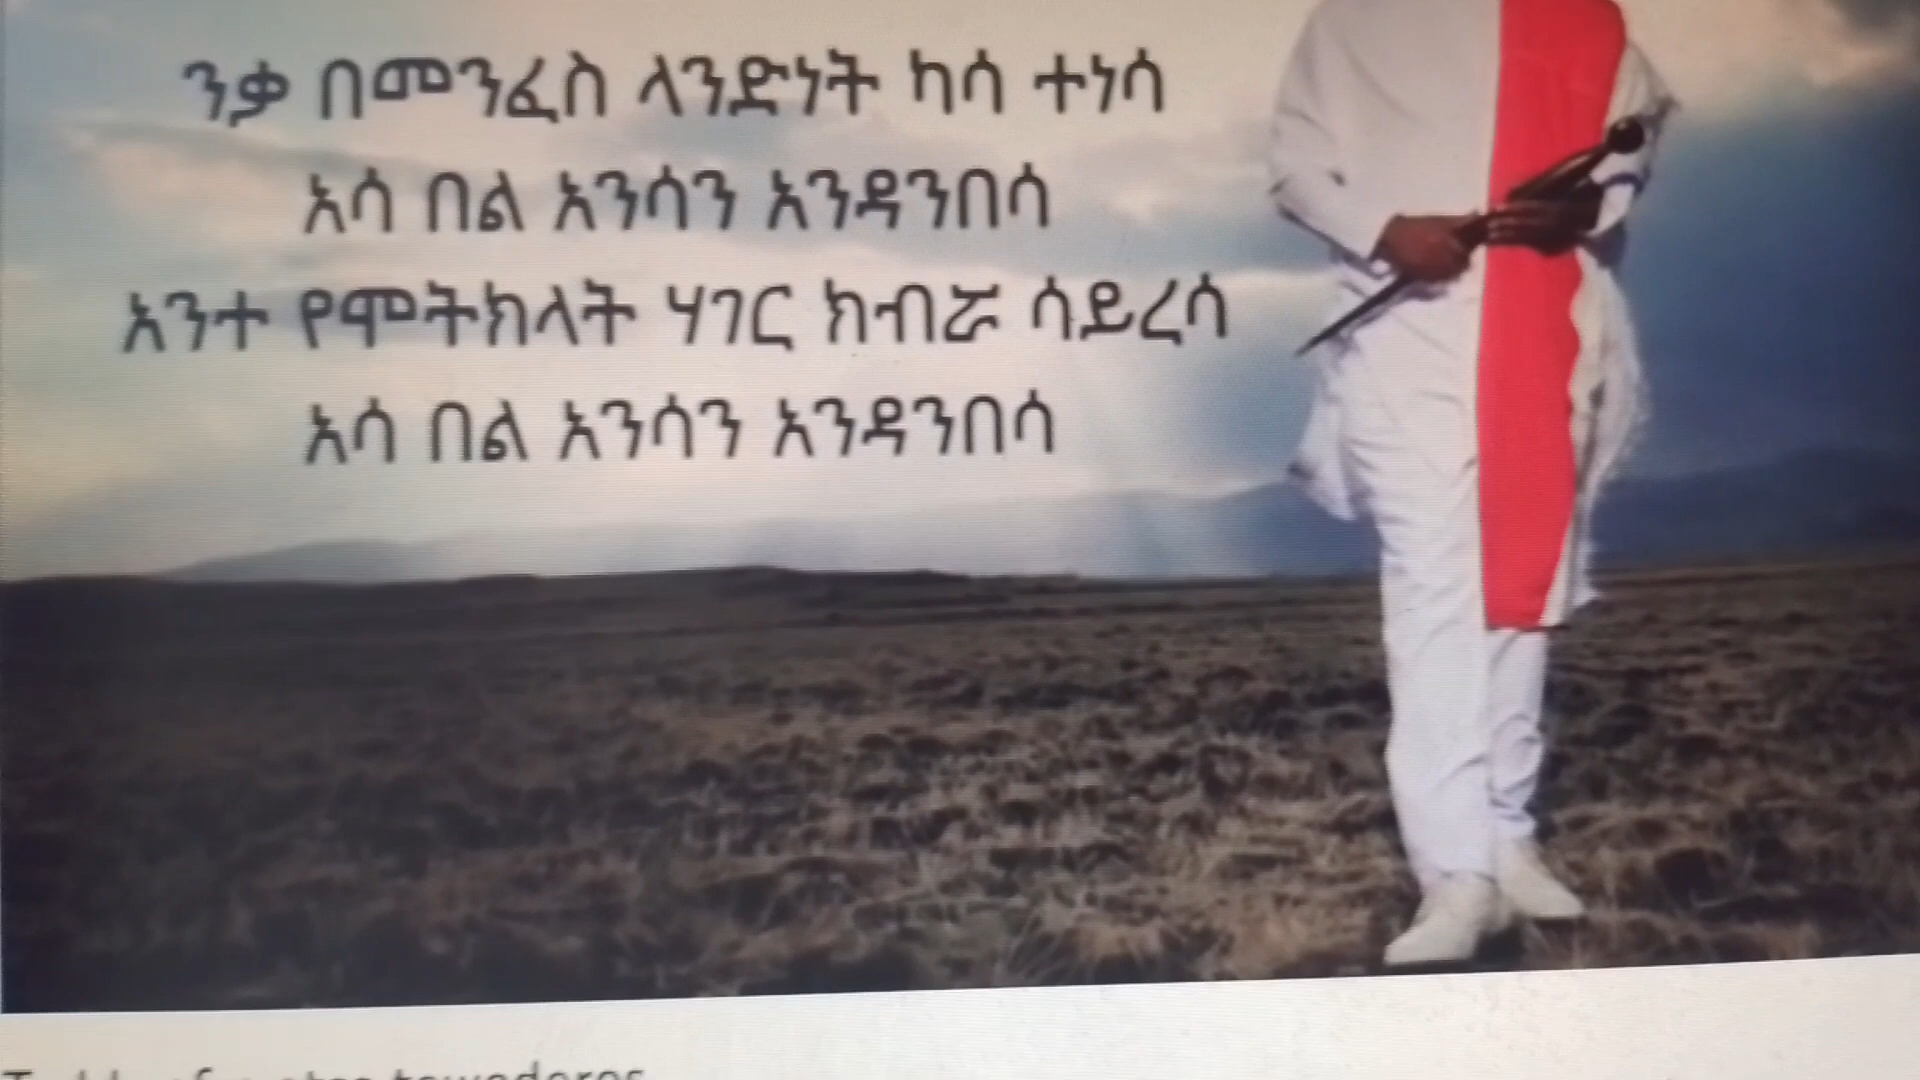 ንቃ በመንፈስ ላንድነት ካሳ ተነሳ
አሳ በል አንሳን አንዳንበሳ
አንተ የሞትክላት ሃገር ክብሯ ሳይረሳ
አሳ በል አንሳን አንዳንበሳ